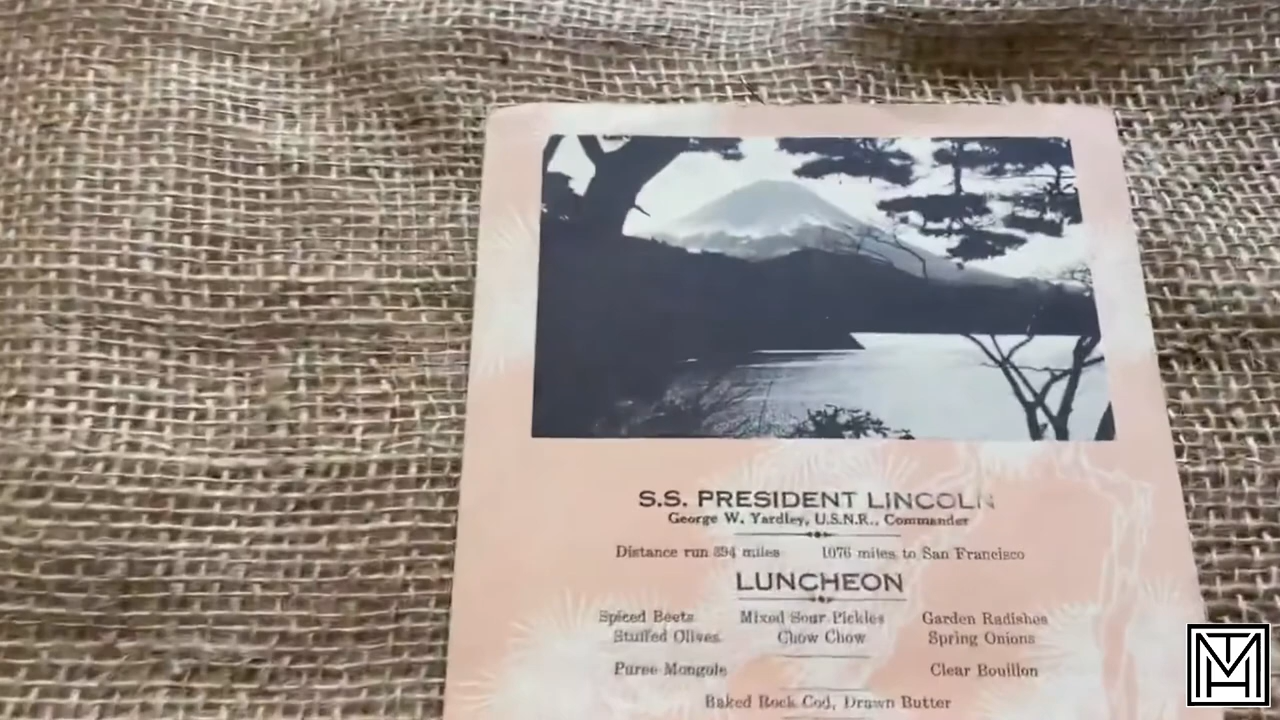 S.S. PRESIDENT LINCOLN
George W. Yardley, U.S.N.R., Commander
Distance run 394 miles 1076 miles to San Francisco
LUNCHEON
Spiced Beets Mixed Sour Pickles Garden Radishes
Stuffed Olives Chow Chow Spring Onions
Puree Mongole Clear Bouillon
Baked Rock Cod, Drawn Butter